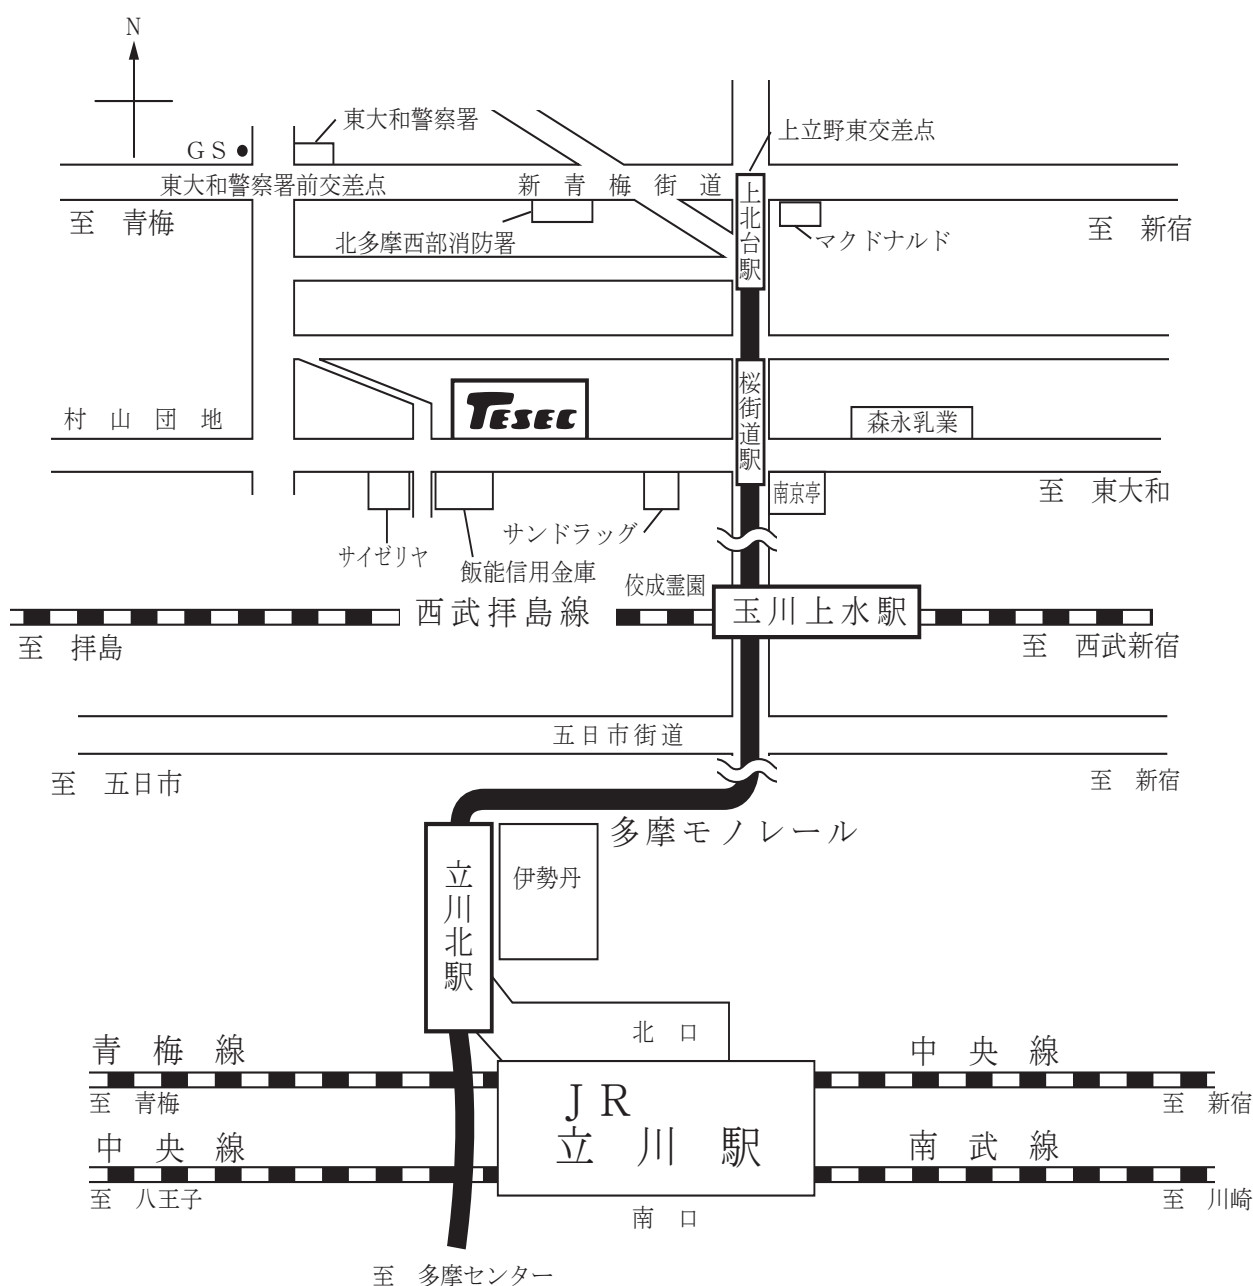 N
東大和警察署
上立野東交差点
GS
東大和警察署前交差点
新青梅街道
至 青梅
北多摩西部消防署
上北台駅
マクドナルド
至 新宿
村山団地
TESEC
桜街道駅
森永乳業
南京亭
至 東大和
サイゼリヤ
飯能信用金庫
サンドラッグ
佼成霊園
西武拝島線
玉川上水駅
至 拝島
至 西武新宿
五日市街道
至 五日市
至 新宿
多摩モノレール
立川北駅
伊勢丹
北口
青梅線
中央線
至 青梅
至 新宿
JR
立川駅
中央線
南武線
至 八王子
至 川崎
南口
至 多摩センター